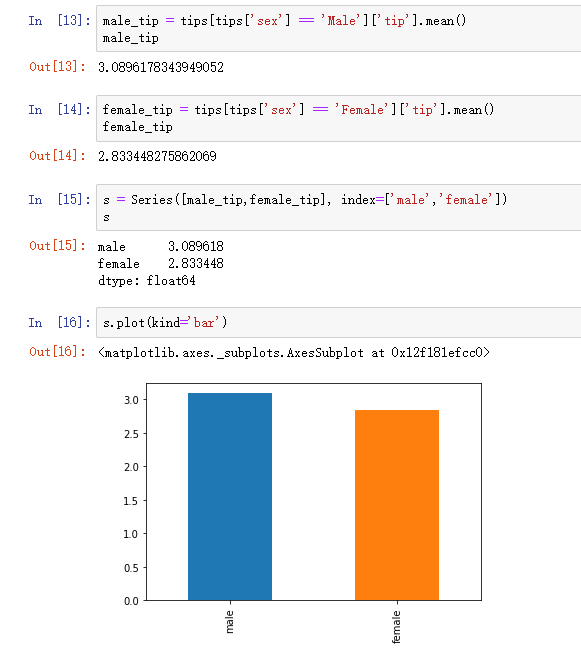 In [13]: male_tip = tips[tips['sex'] == 'Male']['tip'].mean()
male_tip
Out[13]: 3.0896178343949052
In [14]: female_tip = tips[tips['sex'] == 'Female']['tip'].mean()
female_tip
Out[14]: 2.833448275862069
In [15]: s = Series([male_tip,female_tip], index=['male','female'])
s
Out[15]: male 3.089618
female 2.833448
dtype: float64
In [16]: s.plot(kind='bar')
Out[16]: <matplotlib.axes._subplots.AxesSubplot at 0x12f181efcc0>
3.0
2.5
2.0
1.5
1.0
0.5
0.0
male
female